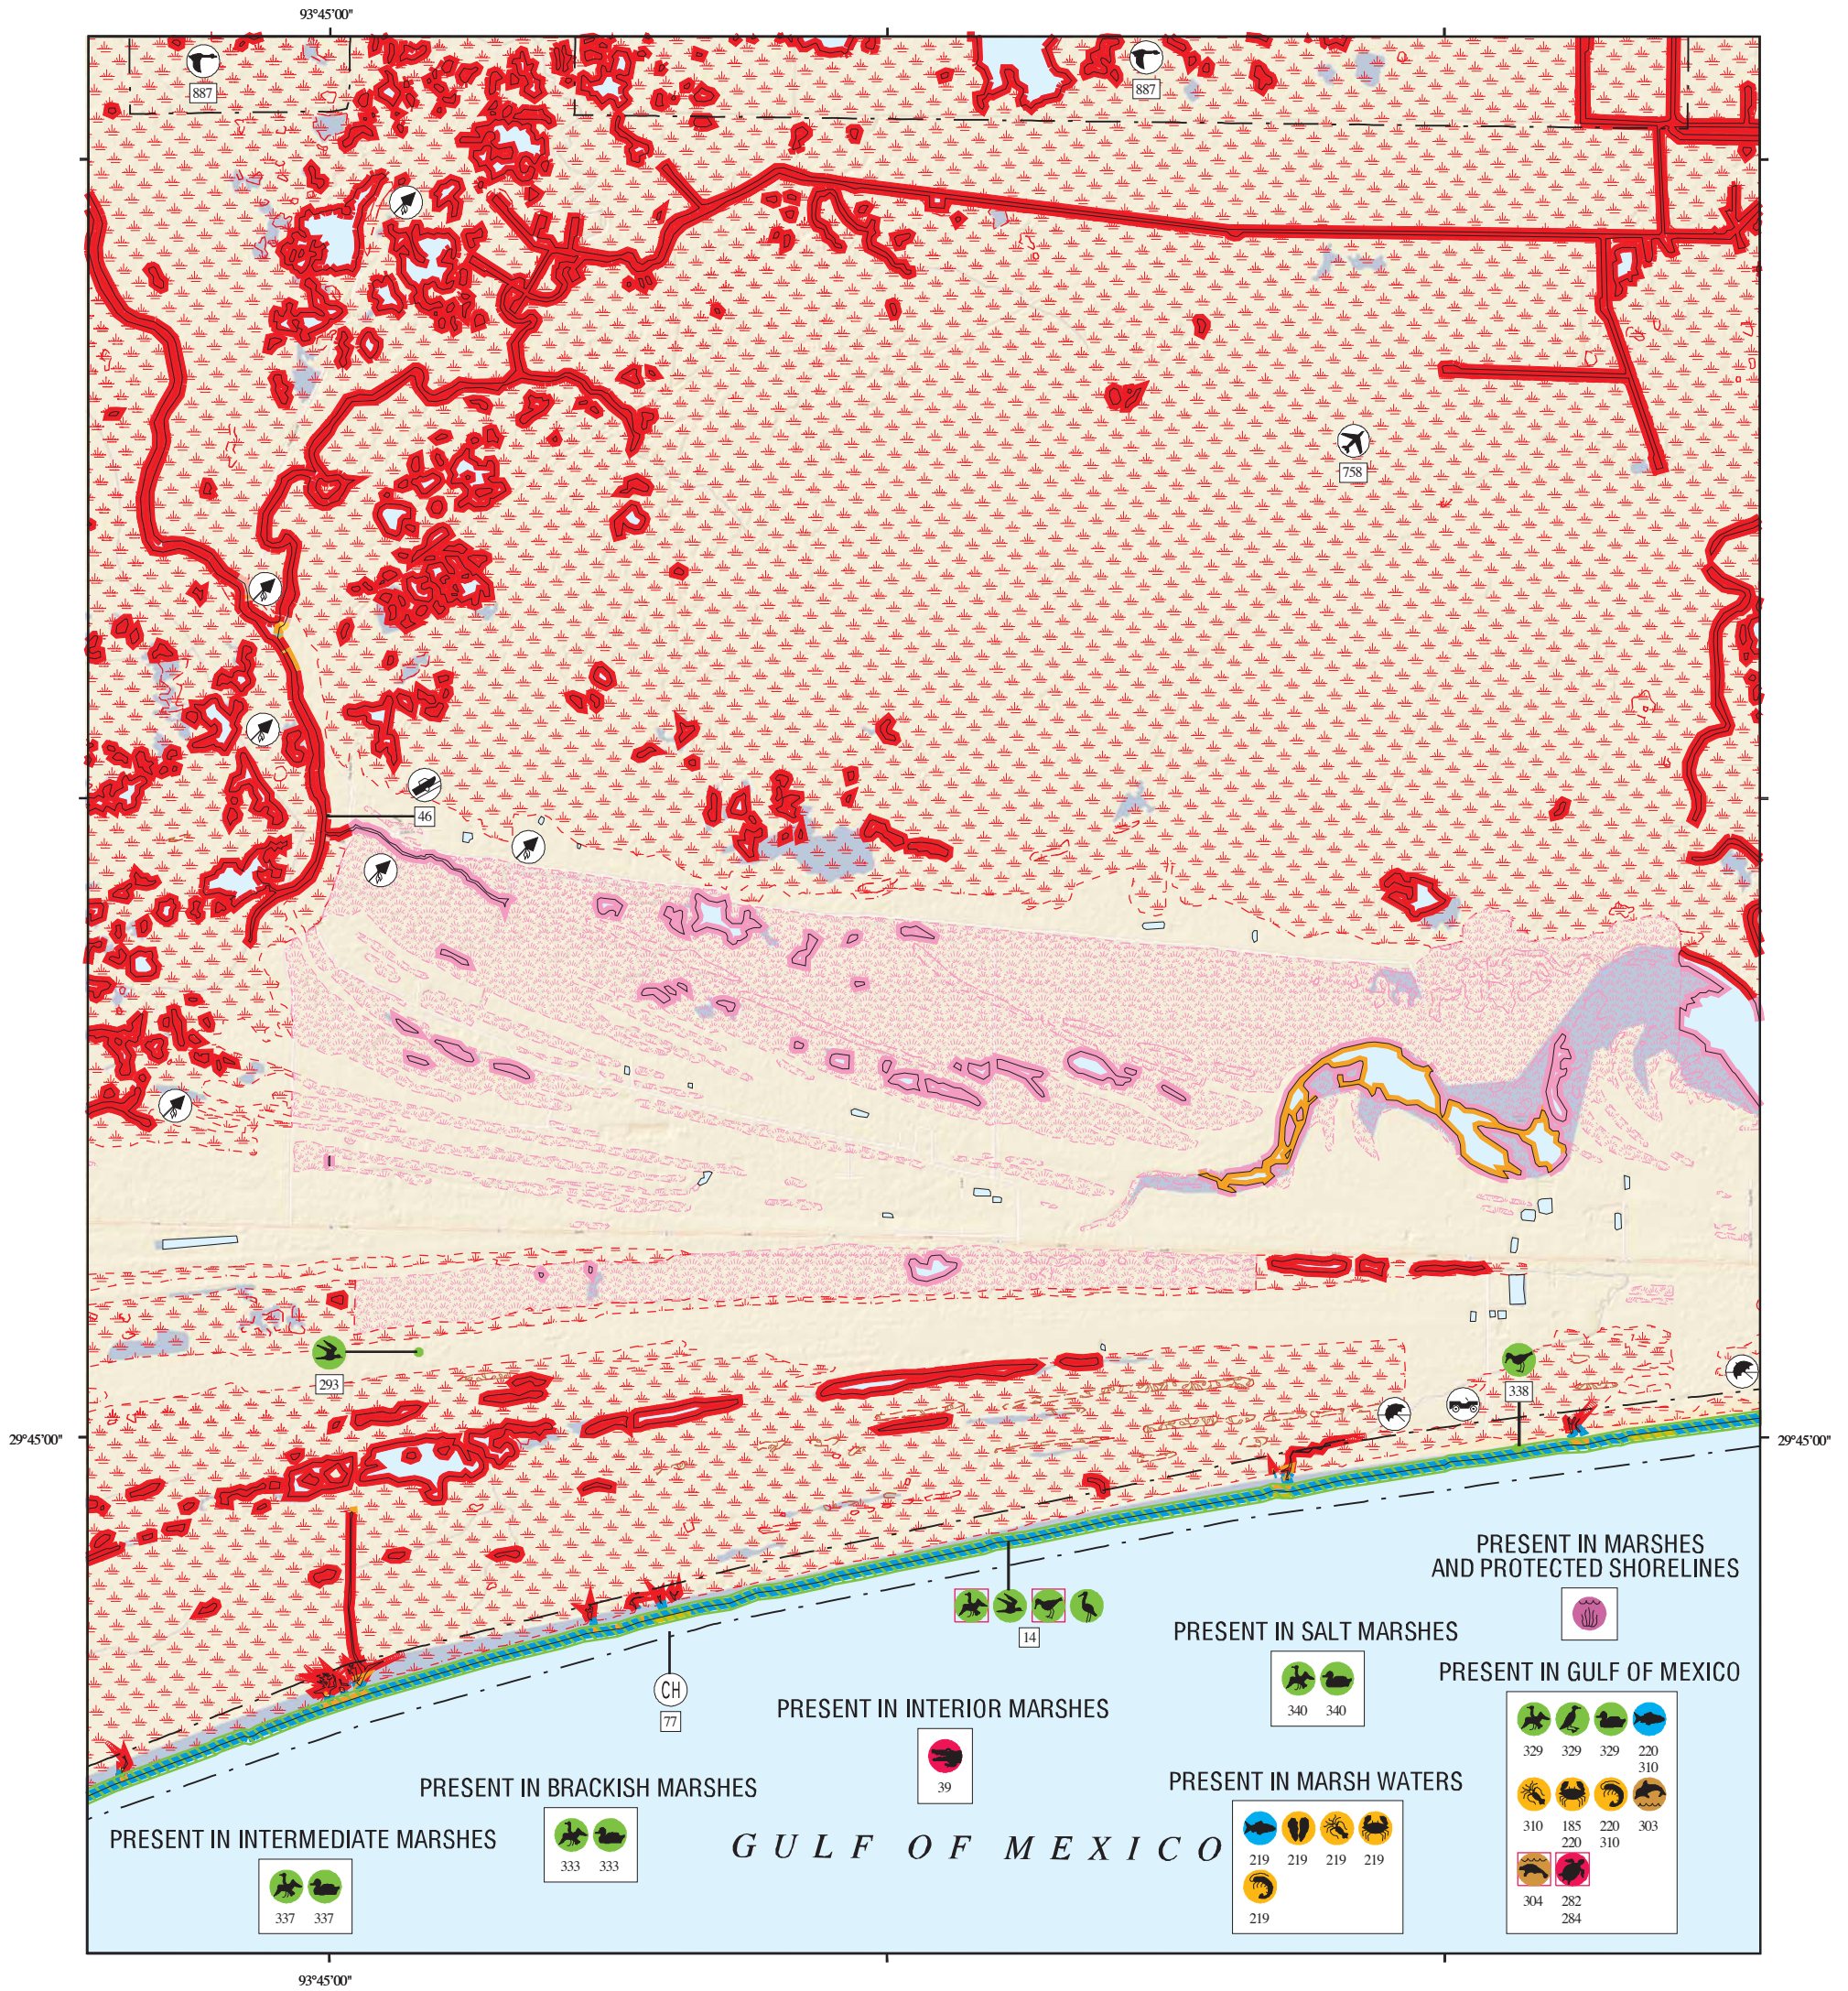 93°45'00"
887
887
758
46
293
338
29°45'00"
29°45'00"
PRESENT IN MARSHES
AND PROTECTED SHORELINES
14
PRESENT IN SALT MARSHES
340 340
PRESENT IN GULF OF MEXICO
329 329 329 220
310
310 185 220 303
220 310
304 282
284
CH
77
PRESENT IN INTERIOR MARSHES
39
PRESENT IN MARSH WATERS
219 219 219 219
219
PRESENT IN BRACKISH MARSHES
333 333
GULF OF MEXICO
PRESENT IN INTERMEDIATE MARSHES
337 337
93°45'00"